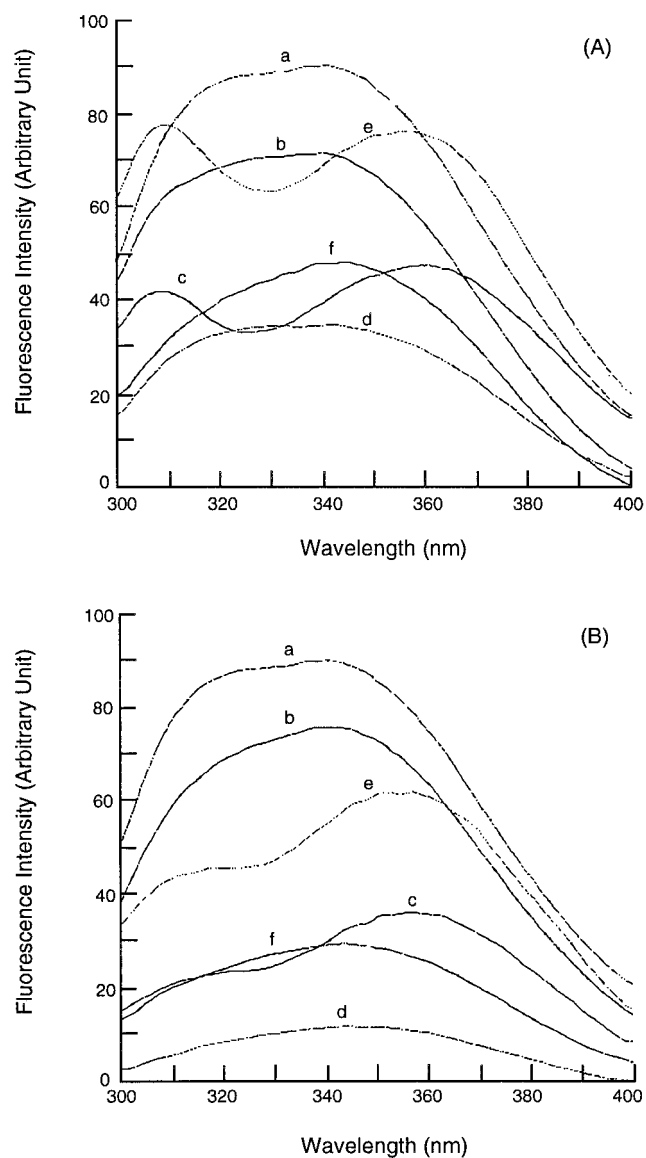 100
(A)
a
80
e
b
60
f
c
40
d
20
0
300
320
340
360
380
400
Fluorescence Intensity (Arbitrary Unit)
Wavelength (nm)
100
(B)
a
80
b
e
60
40
c
f
20
d
0
300
320
340
360
380
400
Fluorescence Intensity (Arbitrary Unit)
Wavelength (nm)